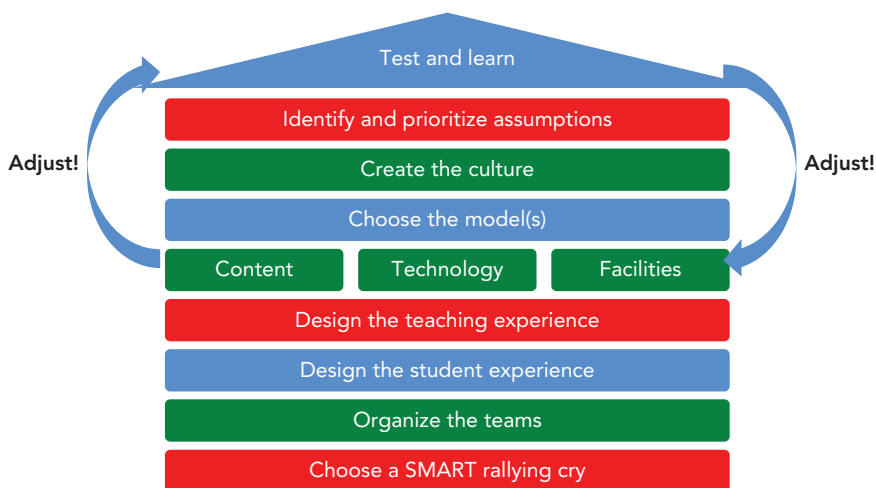 Test and learn
Identify and prioritize assumptions
Create the culture
Adjust!
Adjust!
Choose the model(s)
Content
Technology
Facilities
Design the teaching experience
Design the student experience
Organize the teams
Choose a SMART rallying cry